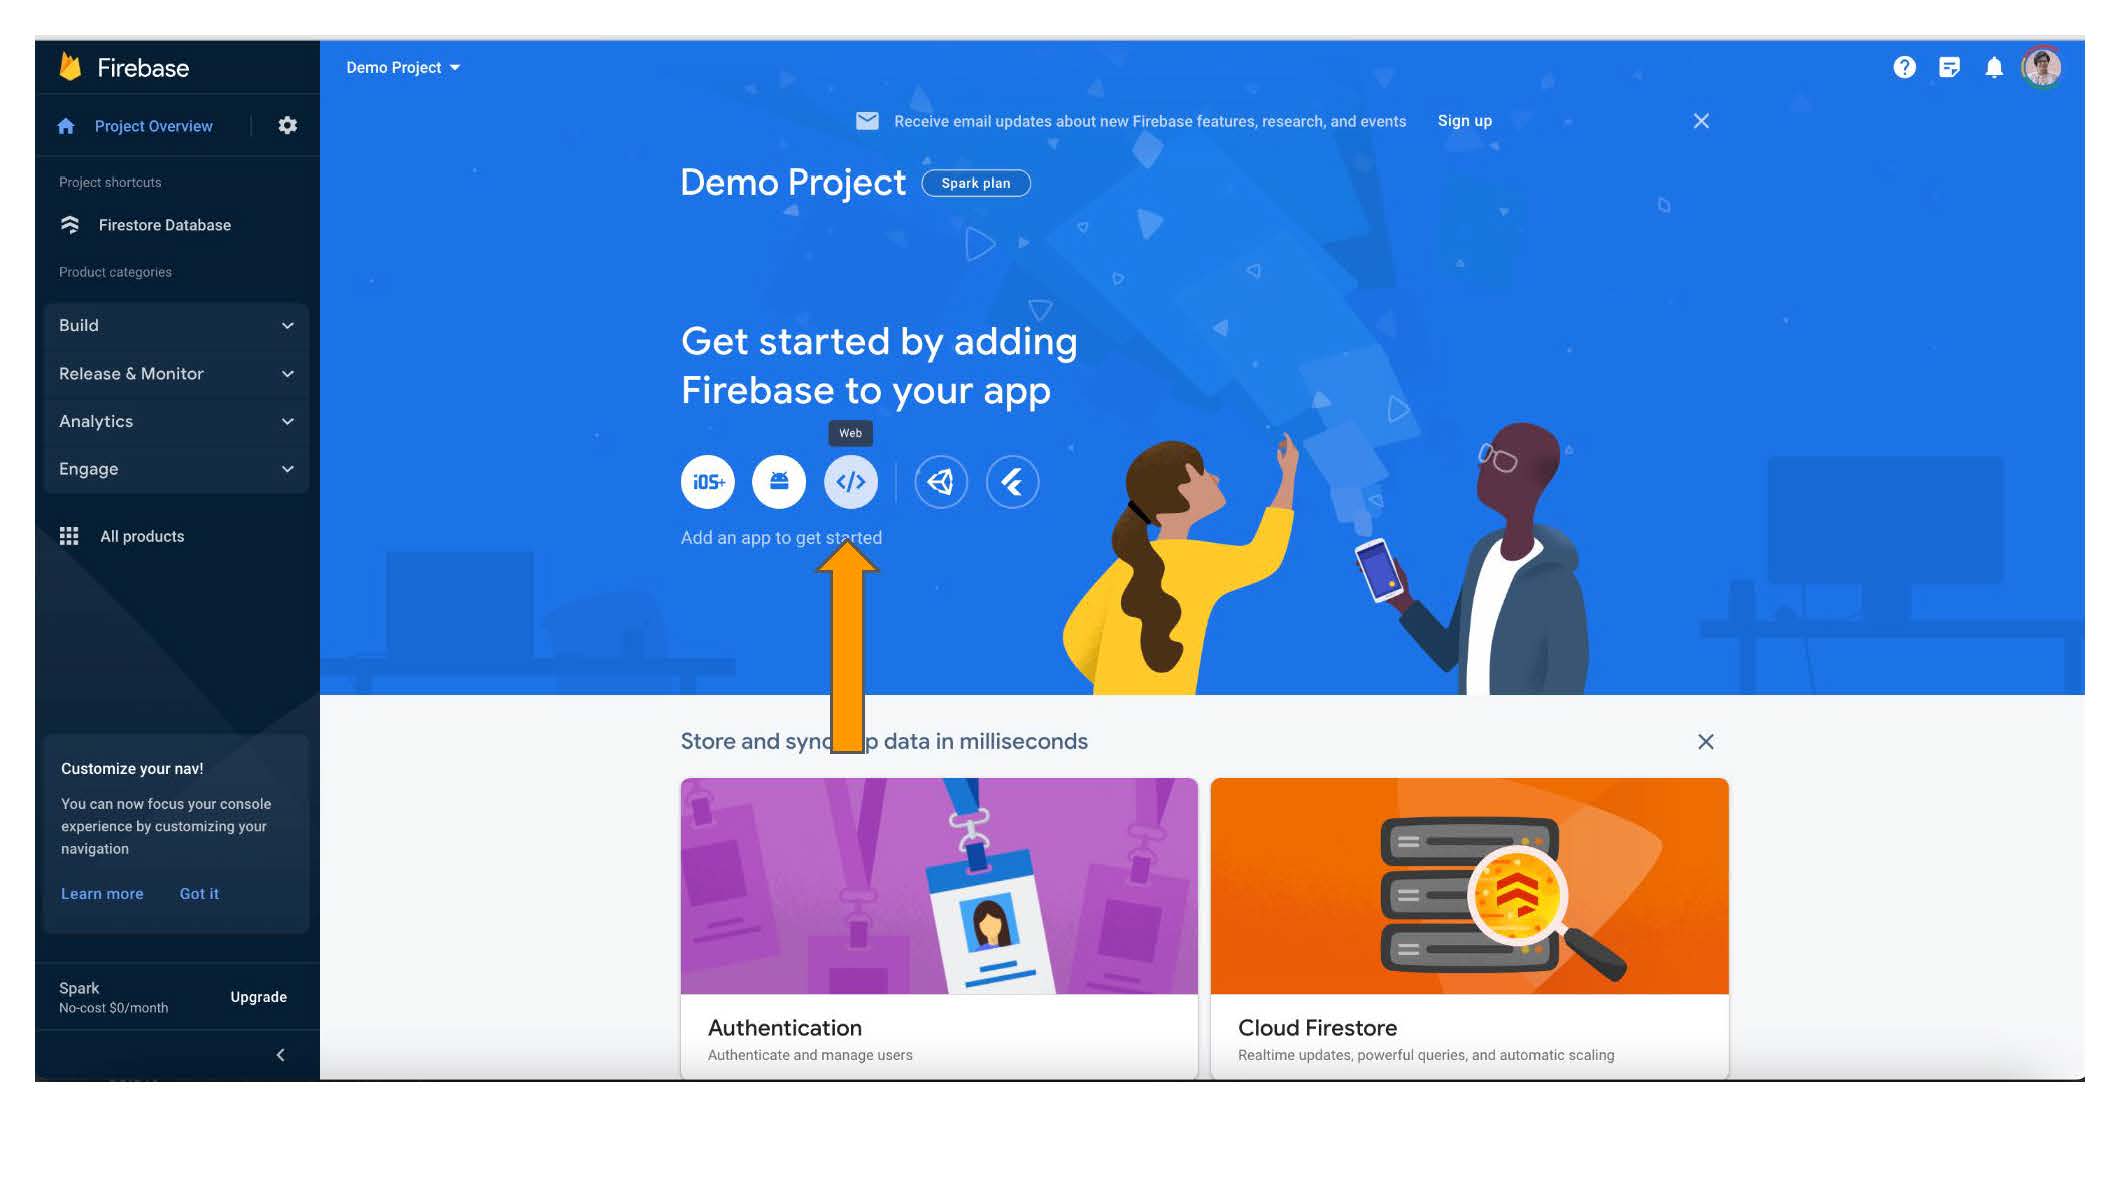 Firebase
Demo Project
Project Overview
Receive email updates about new Firebase features, research, and events Sign up
Project shortcuts
Demo Project Spark plan
Firestore Database
Product categories
Build
Release & Monitor
Analytics
Engage
Get started by adding
Firebase to your app
Web
iOS+
Add an app to get started
All products
Customize your nav!
You can now focus your console
experience by customizing your
navigation
Learn more Got it
Spark
No-cost $0/month
Upgrade
Store and sync p data in milliseconds
Authentication
Authenticate and manage users
Cloud Firestore
Realtime updates, powerful queries, and automatic scaling